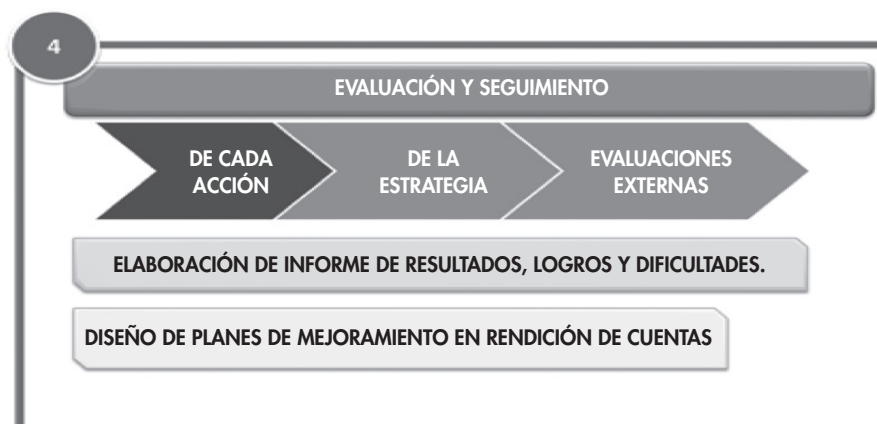 4
EVALUACIÓN Y SEGUIMIENTO
DE CADA
ACCIÓN
DE LA
ESTRATEGIA
EVALUACIONES
EXTERNAS
ELABORACIÓN DE INFORME DE RESULTADOS, LOGROS Y DIFICULTADES.
DISEÑO DE PLANES DE MEJORAMIENTO EN RENDICIÓN DE CUENTAS